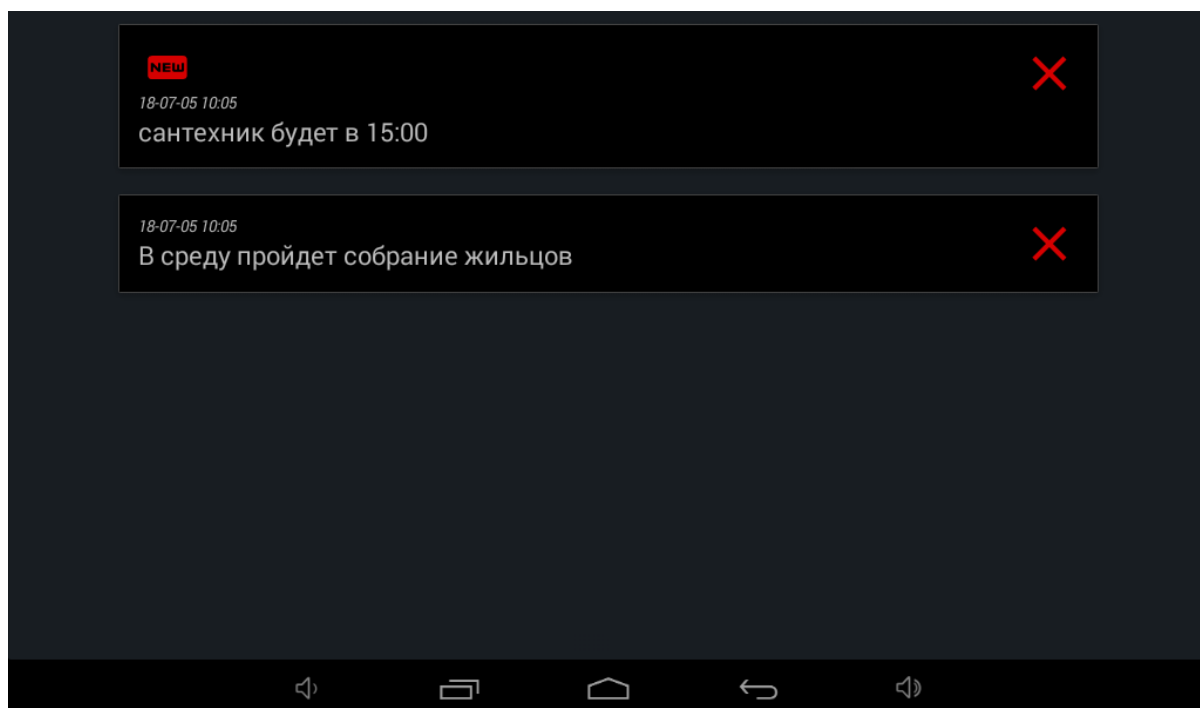 NEW
18-07-05 10:05
сантехник будет в 15:00
18-07-05 10:05
В среду пройдет собрание жильцов